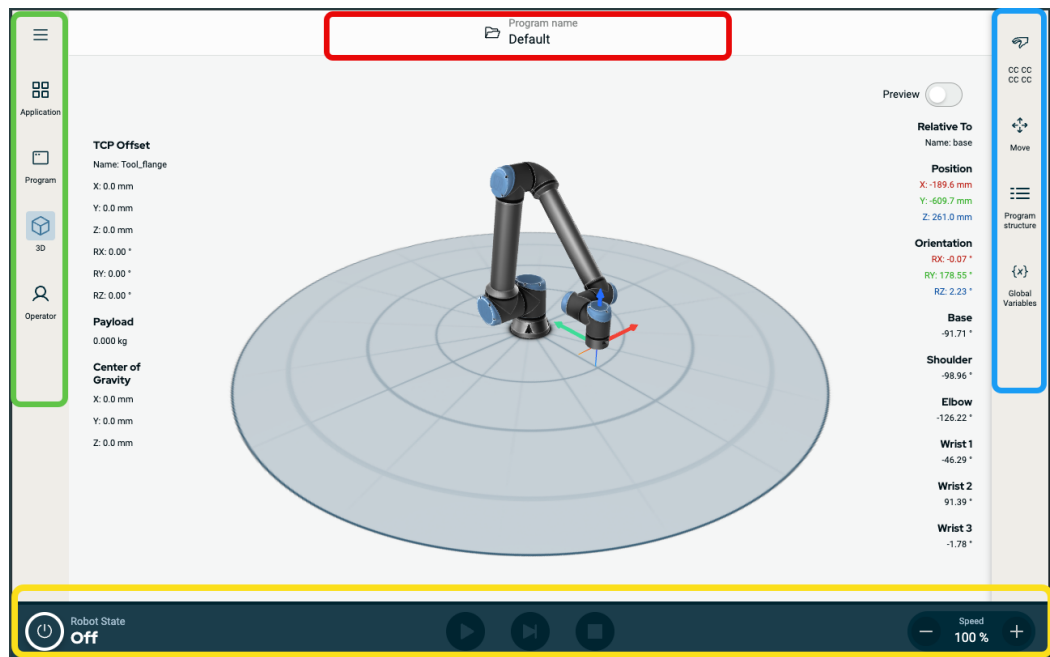 Program name
Default
Application
Program
3D
Operator
TCP Offset
Name: Tool_flange
X: 0.0 mm
Y: 0.0 mm
Z: 0.0 mm
RX: 0.00 °
RY: 0.00 °
RZ: 0.00 °
Payload
0.000 kg
Center of
Gravity
X: 0.0 mm
Y: 0.0 mm
Z: 0.0 mm
Preview
Relative To
Name: base
Position
X: -189.6 mm
Y: -609.7 mm
Z: 261.0 mm
Orientation
RX: -0.07 °
RY: 178.55 °
RZ: 2.23 °
Base
-91.71 °
Shoulder
-98.96 °
Elbow
-126.22 °
Wrist 1
-46.29 °
Wrist 2
91.39 °
Wrist 3
-1.78 °
CC CC
CC CC
Move
Program
structure
{x}
Global
Variables
Robot State
Off
Speed
100 %